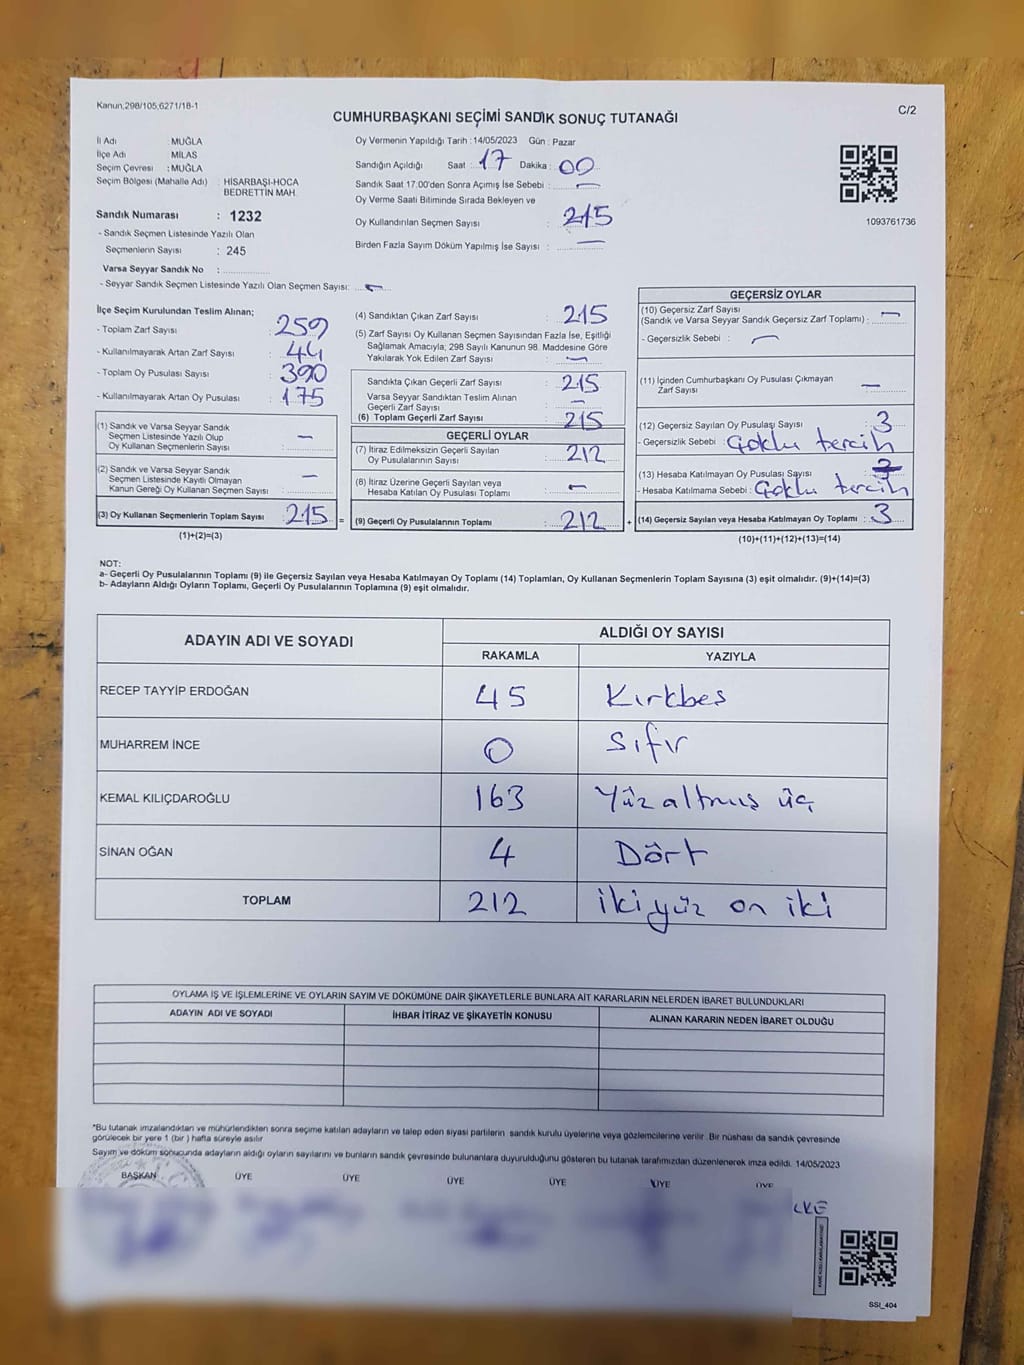 Kanun,298/105,6271/18-1
C/2
CUMHURBAŞKANI SEÇİMİ SANDIK SONUÇ TUTANAĞI
İl Adı : MUĞLA
İlçe Adı : MİLAS
Seçim Çevresi : MUĞLA
Seçim Bölgesi (Mahalle Adı) : HİSARBAŞI-HOCA
BEDRETTİN MAH.
Sandık Numarası : 1232
- Sandık Seçmen Listesinde Yazılı Olan
Seçmenlerin Sayısı : 245
Varsa Seyyar Sandık No :
- Seyyar Sandık Seçmen Listesinde Yazılı Olan Seçmen Sayısı: –
Oy Vermenin Yapıldığı Tarih : 14/05/2023 Gün : Pazar
Sandığın Açıldığı Saat : 17 Dakika : 00
Sandık Saat 17.00'den Sonra Açımış İse Sebebi : –
Oy Verme Saati Bitiminde Sırada Bekleyen ve
Oy Kullandırılan Seçmen Sayısı : 215
Birden Fazla Sayım Döküm Yapılmış İse Sayısı : –
1093761736
İlçe Seçim Kurulundan Teslim Alınan;
- Toplam Zarf Sayısı : 259
- Kullanılmayarak Artan Zarf Sayısı : 44
- Toplam Oy Pusulası Sayısı : 390
- Kullanılmayarak Artan Oy Pusulası : 175
(1) Sandık ve Varsa Seyyar Sandık
Seçmen Listesinde Yazılı Olup
Oy Kullanan Seçmenlerin Sayısı : –
(2) Sandık ve Varsa Seyyar Sandık
Seçmen Listesinde Kayıtlı Olmayan
Kanun Gereği Oy Kullanan Seçmen Sayısı : –
(3) Oy Kullanan Seçmenlerin Toplam Sayısı : 215 =
(1)+(2)=(3)
(4) Sandıktan Çıkan Zarf Sayısı : 215
(5) Zarf Sayısı Oy Kullanan Seçmen Sayısından Fazla İse, Eşitliği
Sağlamak Amacıyla; 298 Sayılı Kanunun 98. Maddesine Göre
Yakılarak Yok Edilen Zarf Sayısı : –
Sandıkta Çıkan Geçerli Zarf Sayısı : 215
Varsa Seyyar Sandıktan Teslim Alınan
Geçerli Zarf Sayısı : –
(6) Toplam Geçerli Zarf Sayısı : 215
GEÇERLİ OYLAR
(7) İtiraz Edilmeksizin Geçerli Sayılan
Oy Pusulalarının Sayısı : 212
(8) İtiraz Üzerine Geçerli Sayılan veya
Hesaba Katılan Oy Pusulası Toplamı : –
(9) Geçerli Oy Pusulalarının Toplamı : 212 +
GEÇERSİZ OYLAR
(10) Geçersiz Zarf Sayısı
(Sandık ve Varsa Seyyar Sandık Geçersiz Zarf Toplamı) : –
- Geçersizlik Sebebi : –
(11) İçinden Cumhurbaşkanı Oy Pusulası Çıkmayan
Zarf Sayısı : –
(12) Geçersiz Sayılan Oy Pusulası Sayısı : 3
- Geçersizlik Sebebi : Çoklu tercih
(13) Hesaba Katılmayan Oy Pusulası Sayısı
- Hesaba Katılmama Sebebi : Çoklu tercih
(14) Geçersiz Sayılan veya Hesaba Katılmayan Oy Toplamı : 3
(10)+(11)+(12)+(13)=(14)
NOT:
a- Geçerli Oy Pusulalarının Toplamı (9) ile Geçersiz Sayılan veya Hesaba Katılmayan Oy Toplamı (14) Toplamları, Oy Kullanan Seçmenlerin Toplam Sayısına (3) eşit olmalıdır. (9)+(14)=(3)
b- Adayların Aldığı Oyların Toplamı, Geçerli Oy Pusulalarının Toplamına (9) eşit olmalıdır.
ADAYIN ADI VE SOYADI
ALDIĞI OY SAYISI
RAKAMLA YAZIYLA
RECEP TAYYİP ERDOĞAN 45 Kırkbeş
MUHARREM İNCE 0 Sıfır
KEMAL KILIÇDAROĞLU 163 Yüzaltmış üç
SİNAN OĞAN 4 Dört
TOPLAM 212 iki yüz on iki
OYLAMA İŞ VE İŞLEMLERİNE VE OYLARIN SAYIM VE DÖKÜMÜNE DAİR ŞİKAYETLERLE BUNLARA AİT KARARLARIN NELERDEN İBARET BULUNDUKLARI
ADAYIN ADI VE SOYADI İHBAR İTİRAZ VE ŞİKAYETİN KONUSU ALINAN KARARIN NEDEN İBARET OLDUĞU
*Bu tutanak imzalandıktan ve mühürlendikten sonra seçime katılan adayların ve talep eden siyasi partilerin sandık kurulu üyelerine veya gözlemcilerine verilir. Bir nüshası da sandık çevresinde
görülecek bir yere 1 (bir ) hafta süreyle asılır
Sayım ve döküm sonucunda adayların aldığı oyların sayılarını ve bunların sandık çevresinde bulunanlara duyurulduğunu gösteren bu tutanak tarafımızdan düzenlenerek imza edildi. 14/05/2023
BAŞKAN ÜYE ÜYE ÜYE ÜYE ÜYE ÜYE
SSI_404